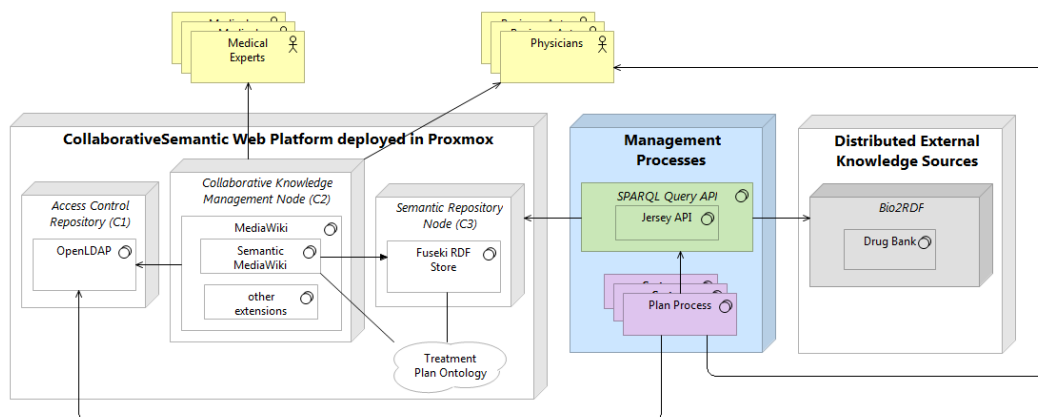 Medical
Experts
Physicians
CollaborativeSemantic Web Platform deployed in Proxmox
Management
Processes
Distributed External
Knowledge Sources
Access Control
Repository (C1)
OpenLDAP
Collaborative Knowledge
Management Node (C2)
MediaWiki
Semantic
MediaWiki
other
extensions
Semantic Repository
Node (C3)
Fuseki RDF
Store
Treatment
Plan Ontology
SPARQL Query API
Jersey API
Plan Process
Bio2RDF
Drug Bank